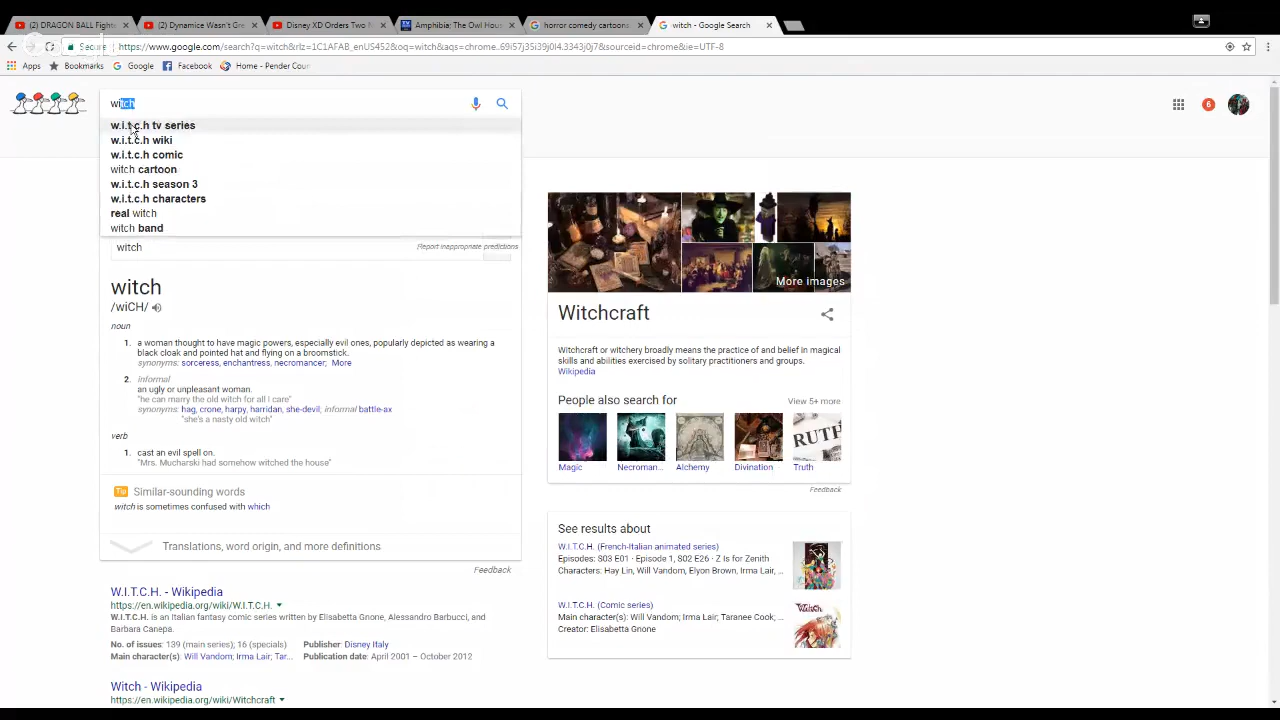 (2) DRAGON BALL Fighte
(2) Dynamice Wasn't Gre
Disney XD Orders Two N
Amphibia: The Owl Hous
horror comedy cartoons
witch - Google Search
Secure
https://www.google.com/search?q=witch&rlz=1C1AFAB_enUS452&oq=witch&aqs=chrome..69i57j35i39j0l4.3343j0j7&sourceid=chrome&ie=UTF-8
Apps
Bookmarks
Google
Facebook
Home - Pender Coun
witch
6
w.i.t.c.h tv series
w.i.t.c.h wiki
w.i.t.c.h comic
witch cartoon
w.i.t.c.h season 3
w.i.t.c.h characters
real witch
witch band
witch
Report inappropriate predictions
witch
/wiCH/
noun
1. a woman thought to have magic powers, especially evil ones, popularly depicted as wearing a
black cloak and pointed hat and flying on a broomstick.
synonyms: sorceress, enchantress, necromancer; More
2. informal
an ugly or unpleasant woman.
"he can marry the old witch for all I care"
synonyms: hag, crone, harpy, harridan, she-devil, informal battle-ax
"she's a nasty old witch"
verb
1. cast an evil spell on.
"Mrs. Mucharski had somehow witched the house"
Tip Similar-sounding words
witch is sometimes confused with which
Translations, word origin, and more definitions
Feedback
W.I.T.C.H. - Wikipedia
https://en.wikipedia.org/wiki/W.I.T.C.H.
W.I.T.C.H. is an Italian fantasy comic series written by Elisabetta Gnone, Alessandro Barbucci, and
Barbara Canepa.
No. of issues: 139 (main series); 16 (specials) Publisher: Disney Italy
Main character(s): Will Vandom; Irma Lair; Tar... Publication date: April 2001 – October 2012
Witch - Wikipedia
https://en.wikipedia.org/wiki/Witchcraft
More images
Witchcraft
Witchcraft or witchery broadly means the practice of and belief in magical
skills and abilities exercised by solitary practitioners and groups.
Wikipedia
People also search for
View 5+ more
RUTH
Magic
Necroman...
Alchemy
Divination
Truth
Feedback
See results about
W.I.T.C.H. (French-Italian animated series)
Episodes: S03 E01 · Episode 1, S02 E26 · Z Is for Zenith
Characters: Hay Lin, Will Vandom, Elyon Brown, Irma Lair, ...
W.I.T.C.H. (Comic series)
Main character(s): Will Vandom; Irma Lair; Taranee Cook; ...
Creator: Elisabetta Gnone
Witch